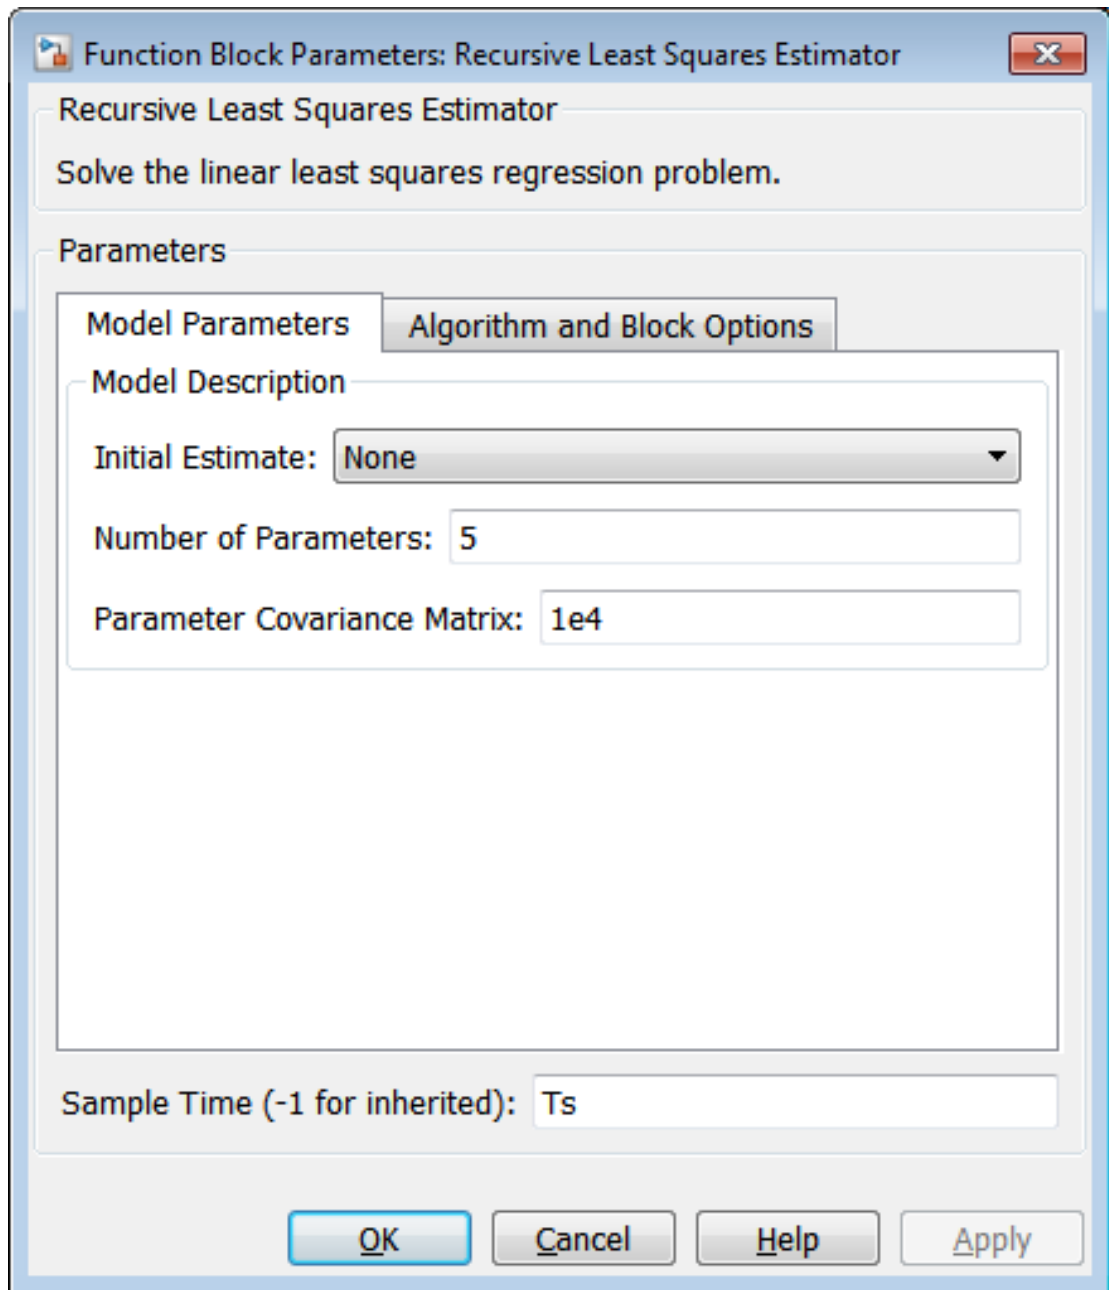 Function Block Parameters: Recursive Least Squares Estimator
Recursive Least Squares Estimator
Solve the linear least squares regression problem.
Parameters
Model Parameters
Algorithm and Block Options
Model Description
Initial Estimate: None
Number of Parameters: 5
Parameter Covariance Matrix: 1e4
Sample Time (-1 for inherited): Ts
OK Cancel Help Apply